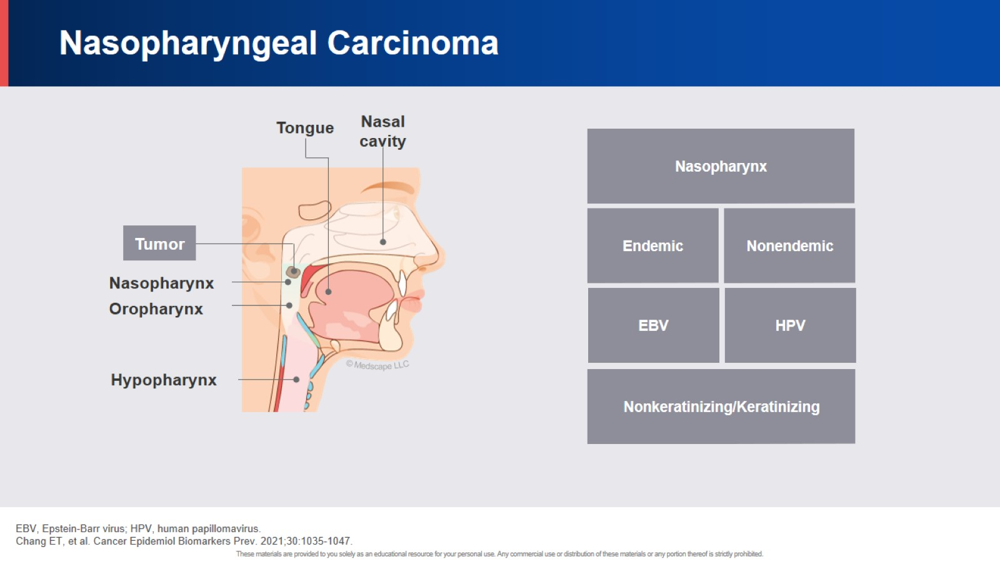 Nasopharyngeal Carcinoma
Tongue
Nasal
cavity
Tumor
Nasopharynx
Oropharynx
Hypopharynx
© Medscape LLC
Nasopharynx
Endemic
Nonendemic
EBV
HPV
Nonkeratinizing/Keratinizing
EBV, Epstein-Barr virus; HPV, human papillomavirus.
Chang ET, et al. Cancer Epidemiol Biomarkers Prev. 2021;30:1035-1047.
These materials are provided to you solely as an educational resource for your personal use. Any commercial use or distribution of these materials or any portion thereof is strictly prohibited.